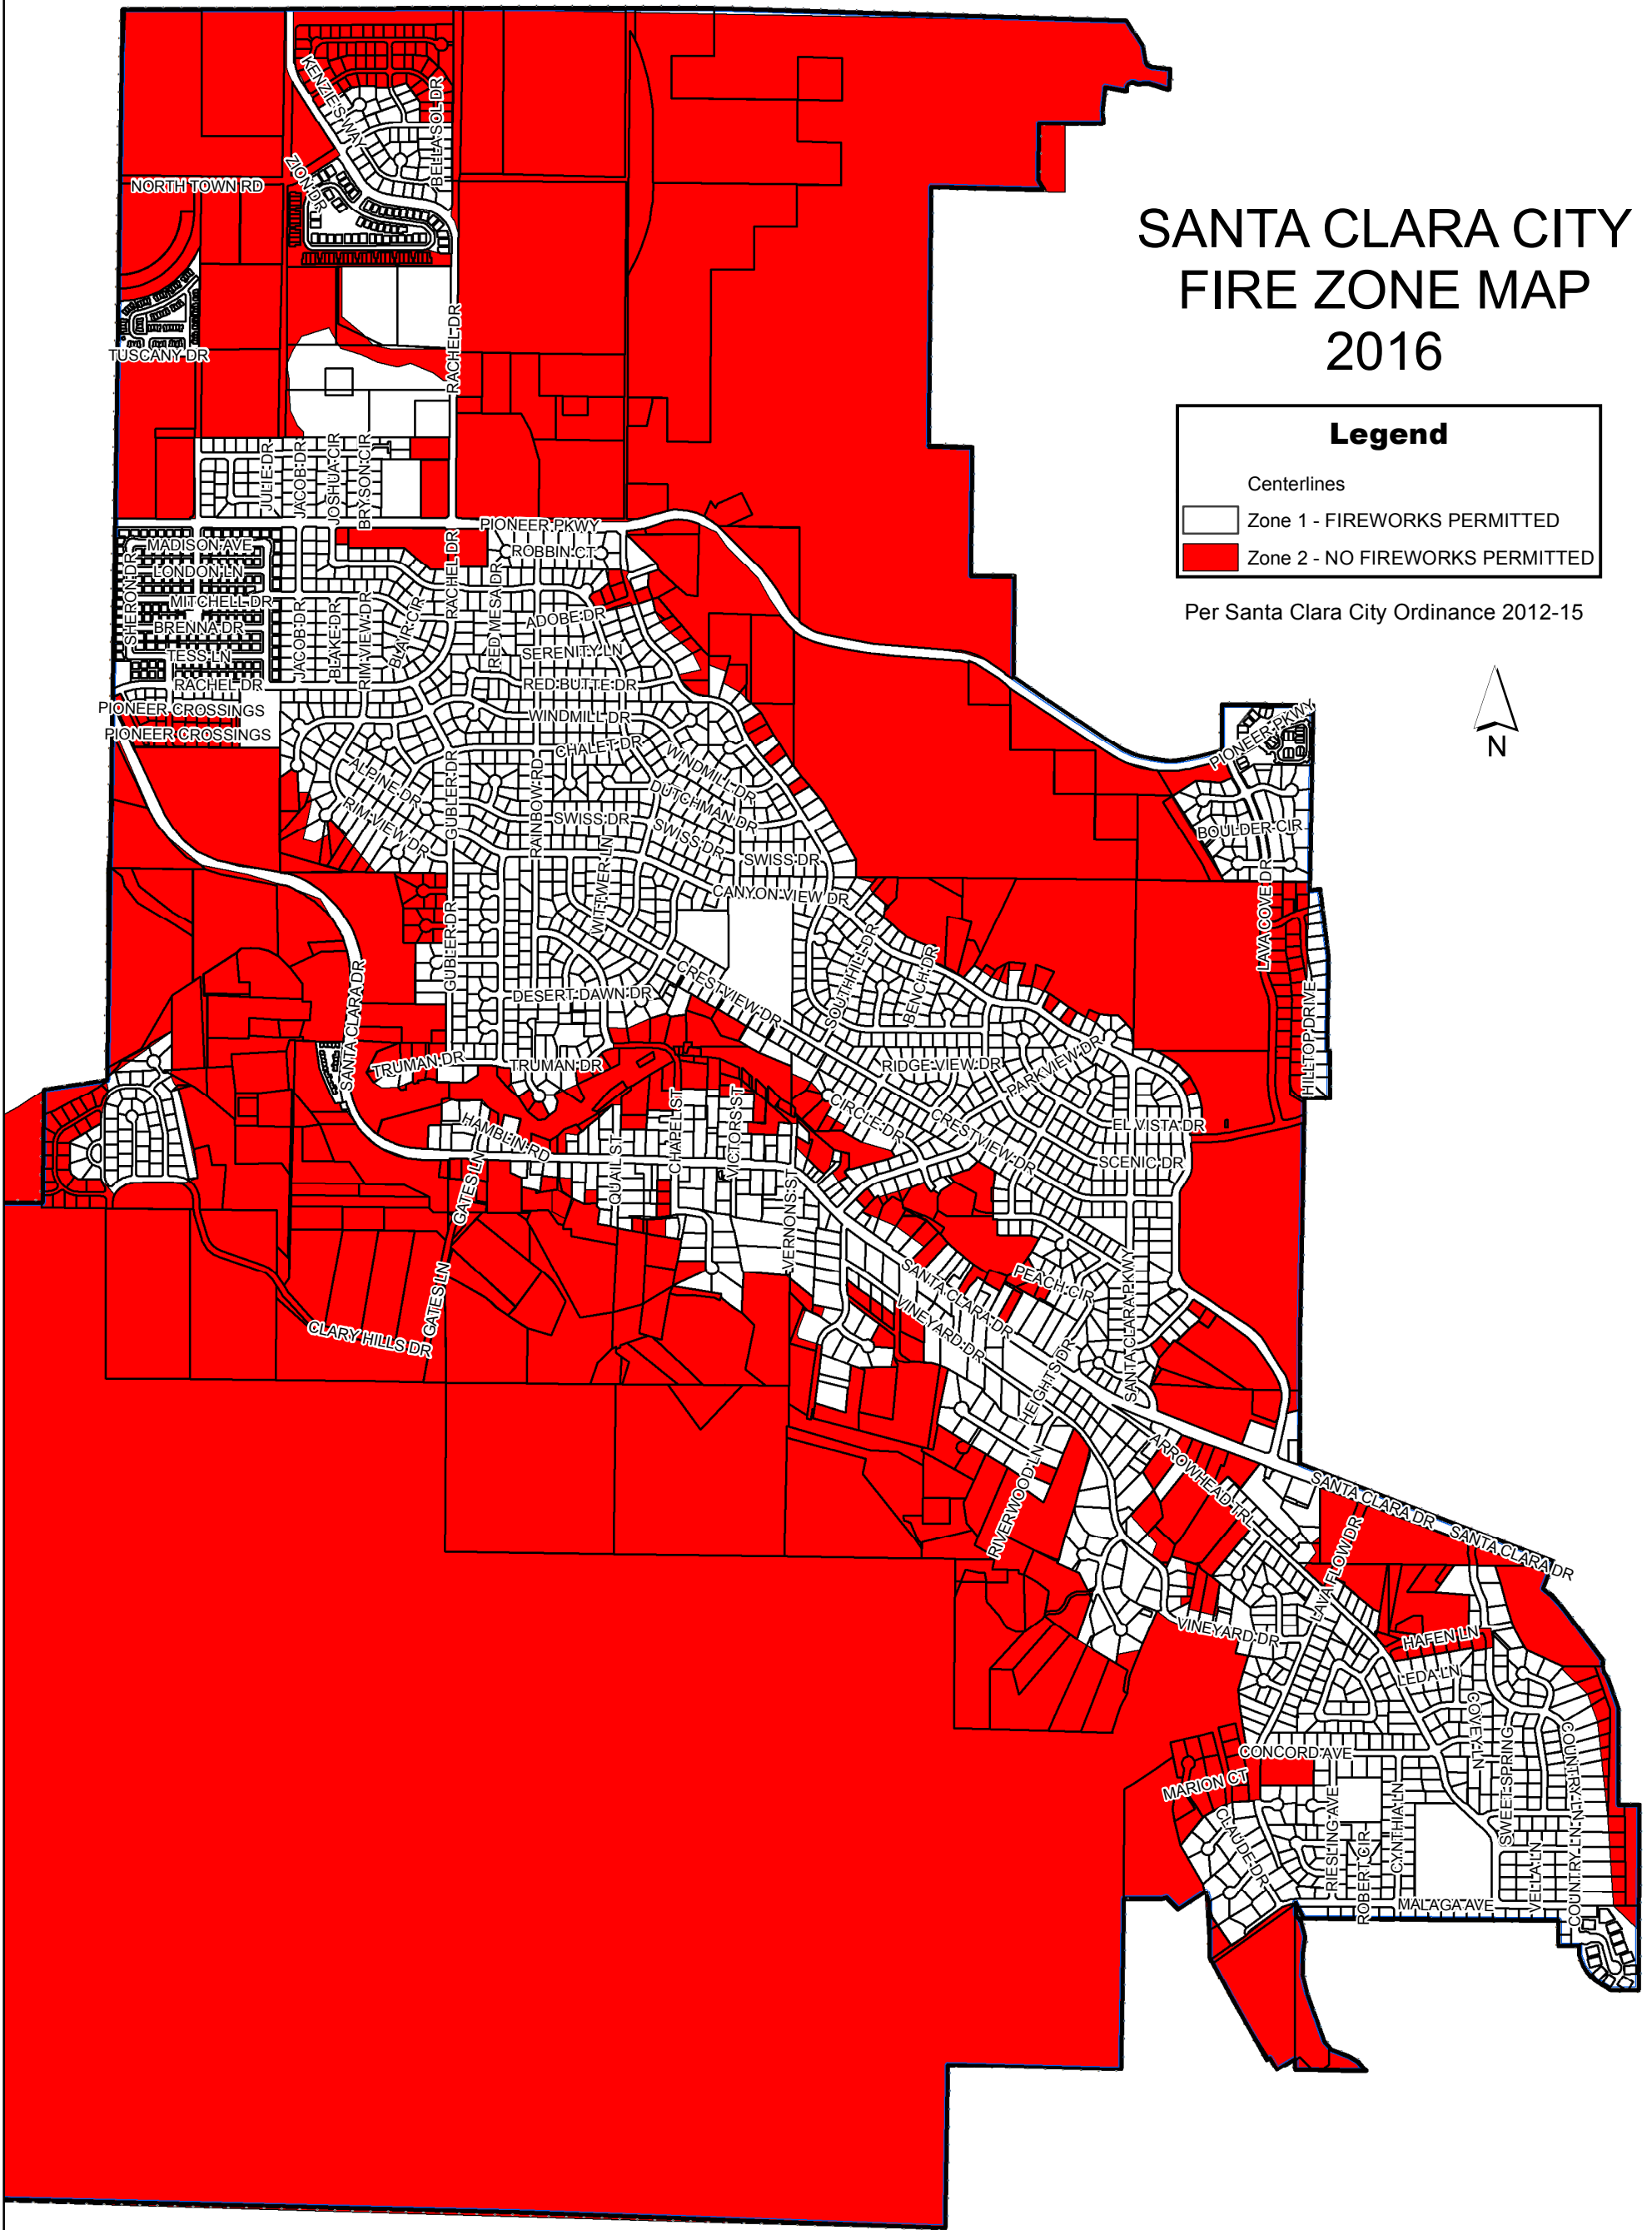 SANTA CLARA CITY
FIRE ZONE MAP
2016
Legend
Centerlines
Zone 1 - FIREWORKS PERMITTED
Zone 2 - NO FIREWORKS PERMITTED
Per Santa Clara City Ordinance 2012-15
N
KENZIE'S WAY
BELLA SOL DR
ZION DR
NORTH TOWN RD
TUSCANY DR
RACHEL DR
JULIE DR
JACOB DR
JOSHUA CIR
BRYSON CIR
PIONEER PKWY
ROBBIN CT
MADISON AVE
LONDON LN
SHERON DR
MITCHELL DR
BRENNA DR
TESS LN
RACHEL DR
JACOB DR
BLAKE DR
RIM VIEW DR
BLAIR CIR
RACHEL DR
RED MESA DR
ADOBE DR
SERENITY LN
RED BUTTE DR
PIONEER CROSSINGS
PIONEER CROSSINGS
WINDMILL DR
CHALET DR
WINDMILL DR
PIONEER PKWY
ALPINE DR
GUBLER DR
RAINBOW RD
DUTCHMAN DR
RIM VIEW DR
SWISS DR
SWISS DR
SWISS DR
BOULDER CIR
WITTWER LN
CANYON VIEW DR
LAVA COVE DR
GUBLER DR
SANTA CLARA DR
DESERT DAWN DR
CRESTVIEW DR
SOUTH HILL DR
BENCH DR
HILLTOP DRIVE
TRUMAN DR
TRUMAN DR
RIDGE VIEW DR
PARKVIEW DR
CIRCLE DR
CRESTVIEW DR
EL VISTA DR
SCENIC DR
HAMBLIN RD
QUAIL ST
CHAPEL ST
VICTORS ST
VERNONS ST
GATES LN
GATES LN
CLARY HILLS DR
SANTA CLARA DR
VINEYARD DR
PEACH CIR
SANTA CLARA PKWY
HEIGHTS DR
RIVERWOOD LN
ARROWHEAD TRL
SANTA CLARA DR
SANTA CLARA DR
LAVA FLOW DR
VINEYARD DR
HAFEN LN
LEDA LN
COVEY LN
SWEET SPRING
COUNTRY LN
CONCORD AVE
MARION CT
CLAUDE DR
RIESLING AVE
ROBERT CIR
CYNTHIA LN
MALAGA AVE
VELLA LN
COUNTRY LN